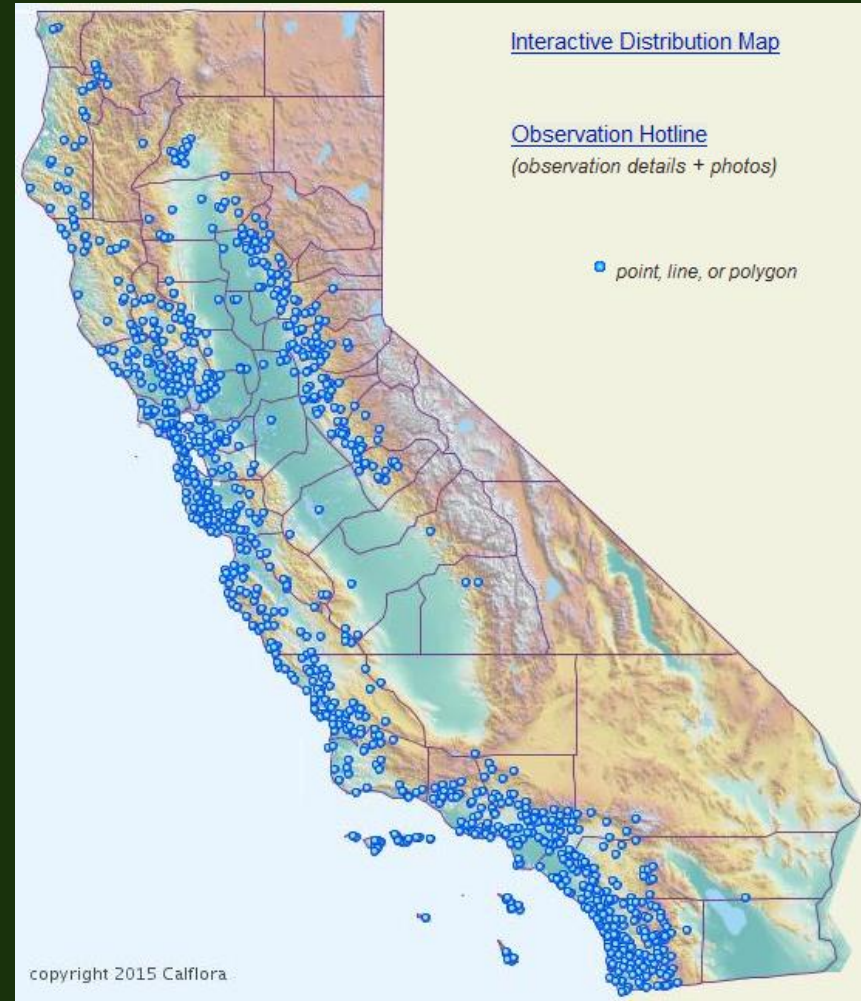 Interactive Distribution Map
Observation Hotline
(observation details + photos)
point, line, or polygon
copyright 2015 Calflora